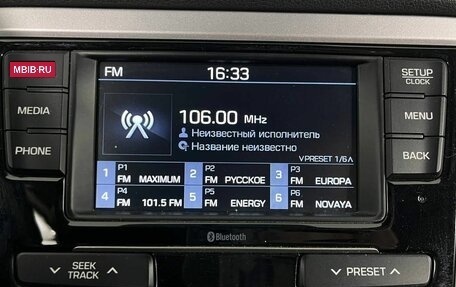 FM 16:33
MBIB·RU
SETUP
CLOCK
106.00 MHz
MEDIA
MENU
Неизвестный исполнитель
Название неизвестно
PHONE
BACK
∨ PRESET 1/6 ∧
1 P1 FM MAXIMUM 2 P2 FM РУССКОЕ 3 P3 FM EUROPA
4 P4 FM 101.5 FM 5 P5 FM ENERGY 6 P6 FM NOVAYA
Bluetooth
∨ SEEK ∧
TRACK
∨ PRESET ∧